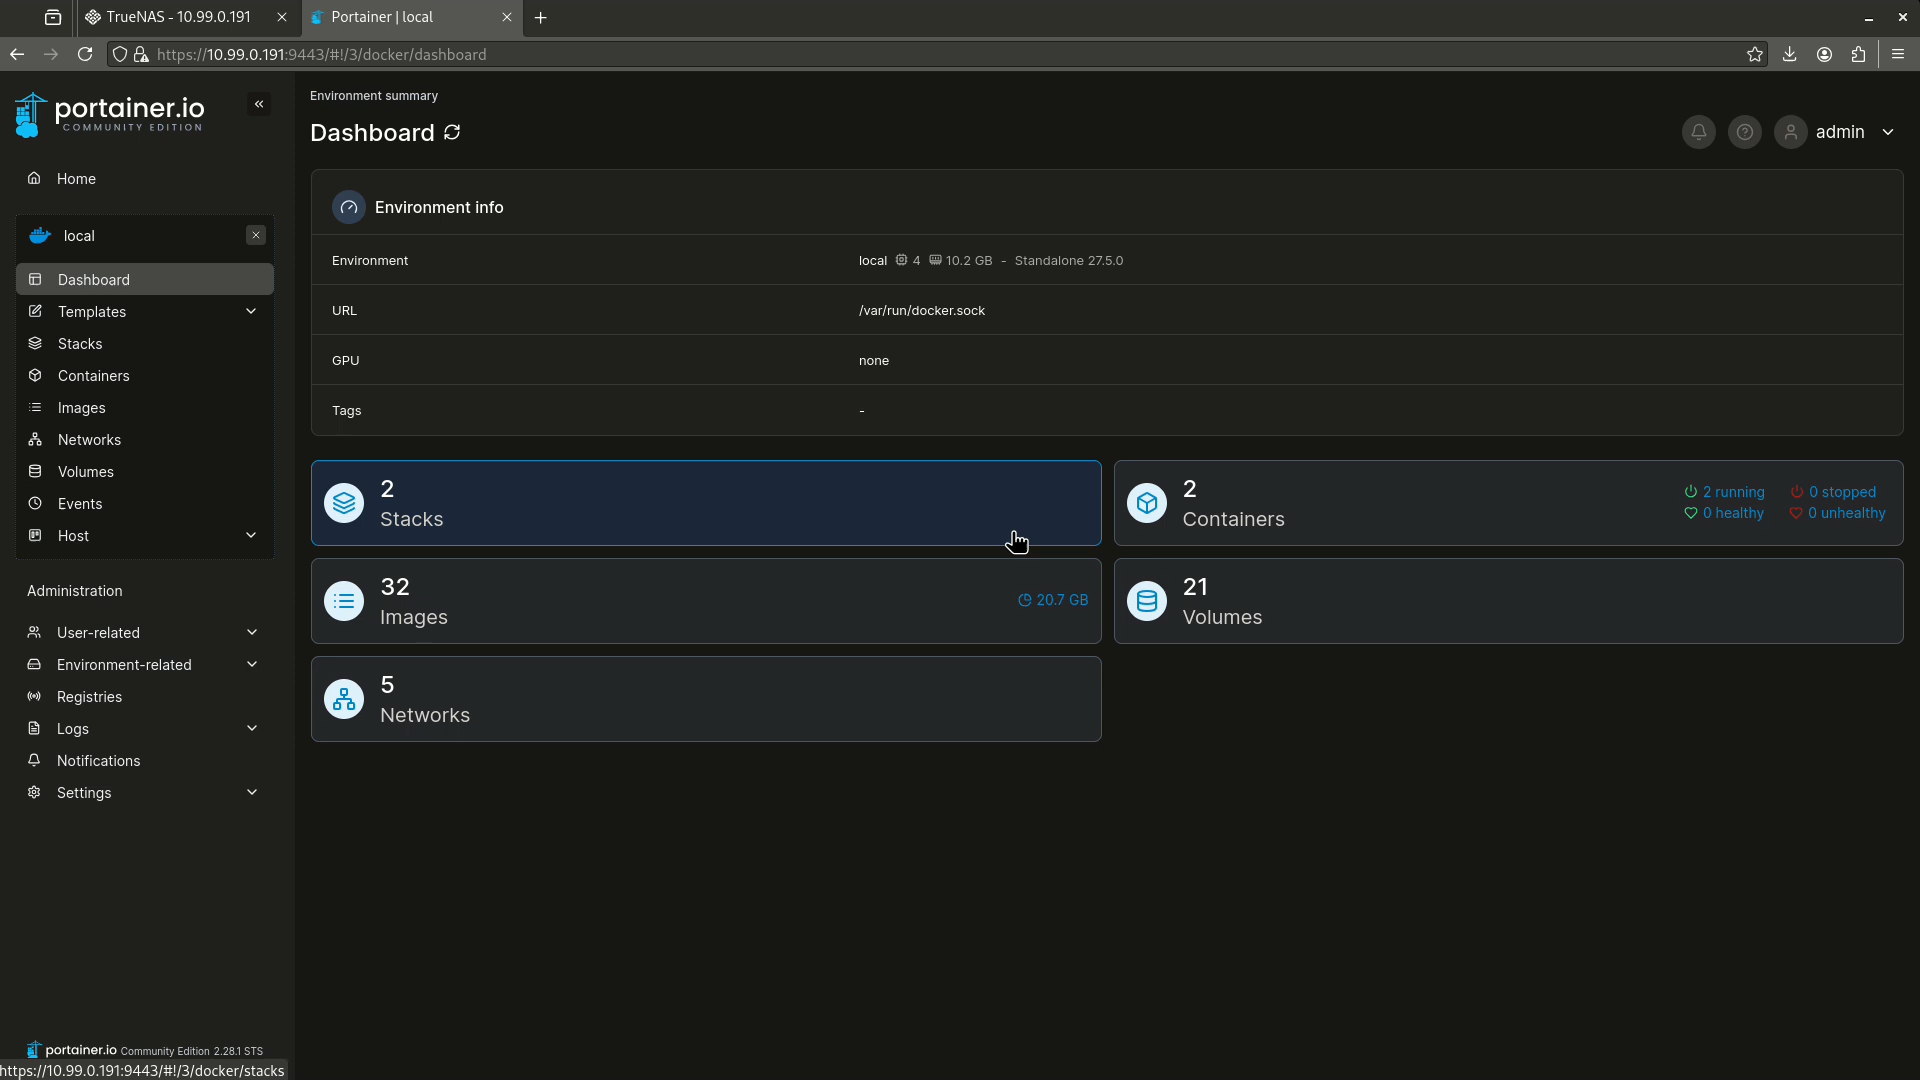 TrueNAS - 10.99.0.191
Portainer | local
https://10.99.0.191:9443/#!/3/docker/dashboard
portainer.io
COMMUNITY EDITION
Home
local
Dashboard
Templates
Stacks
Containers
Images
Networks
Volumes
Events
Host
Administration
User-related
Environment-related
Registries
Logs
Notifications
Settings
portainer.io Community Edition 2.28.1 STS
https://10.99.0.191:9443/#!/3/docker/stacks
Environment summary
Dashboard
admin
Environment info
Environment local 4 10.2 GB - Standalone 27.5.0
URL /var/run/docker.sock
GPU none
Tags -
2
Stacks
2
Containers
2 running 0 stopped
0 healthy 0 unhealthy
32
Images
20.7 GB
21
Volumes
5
Networks